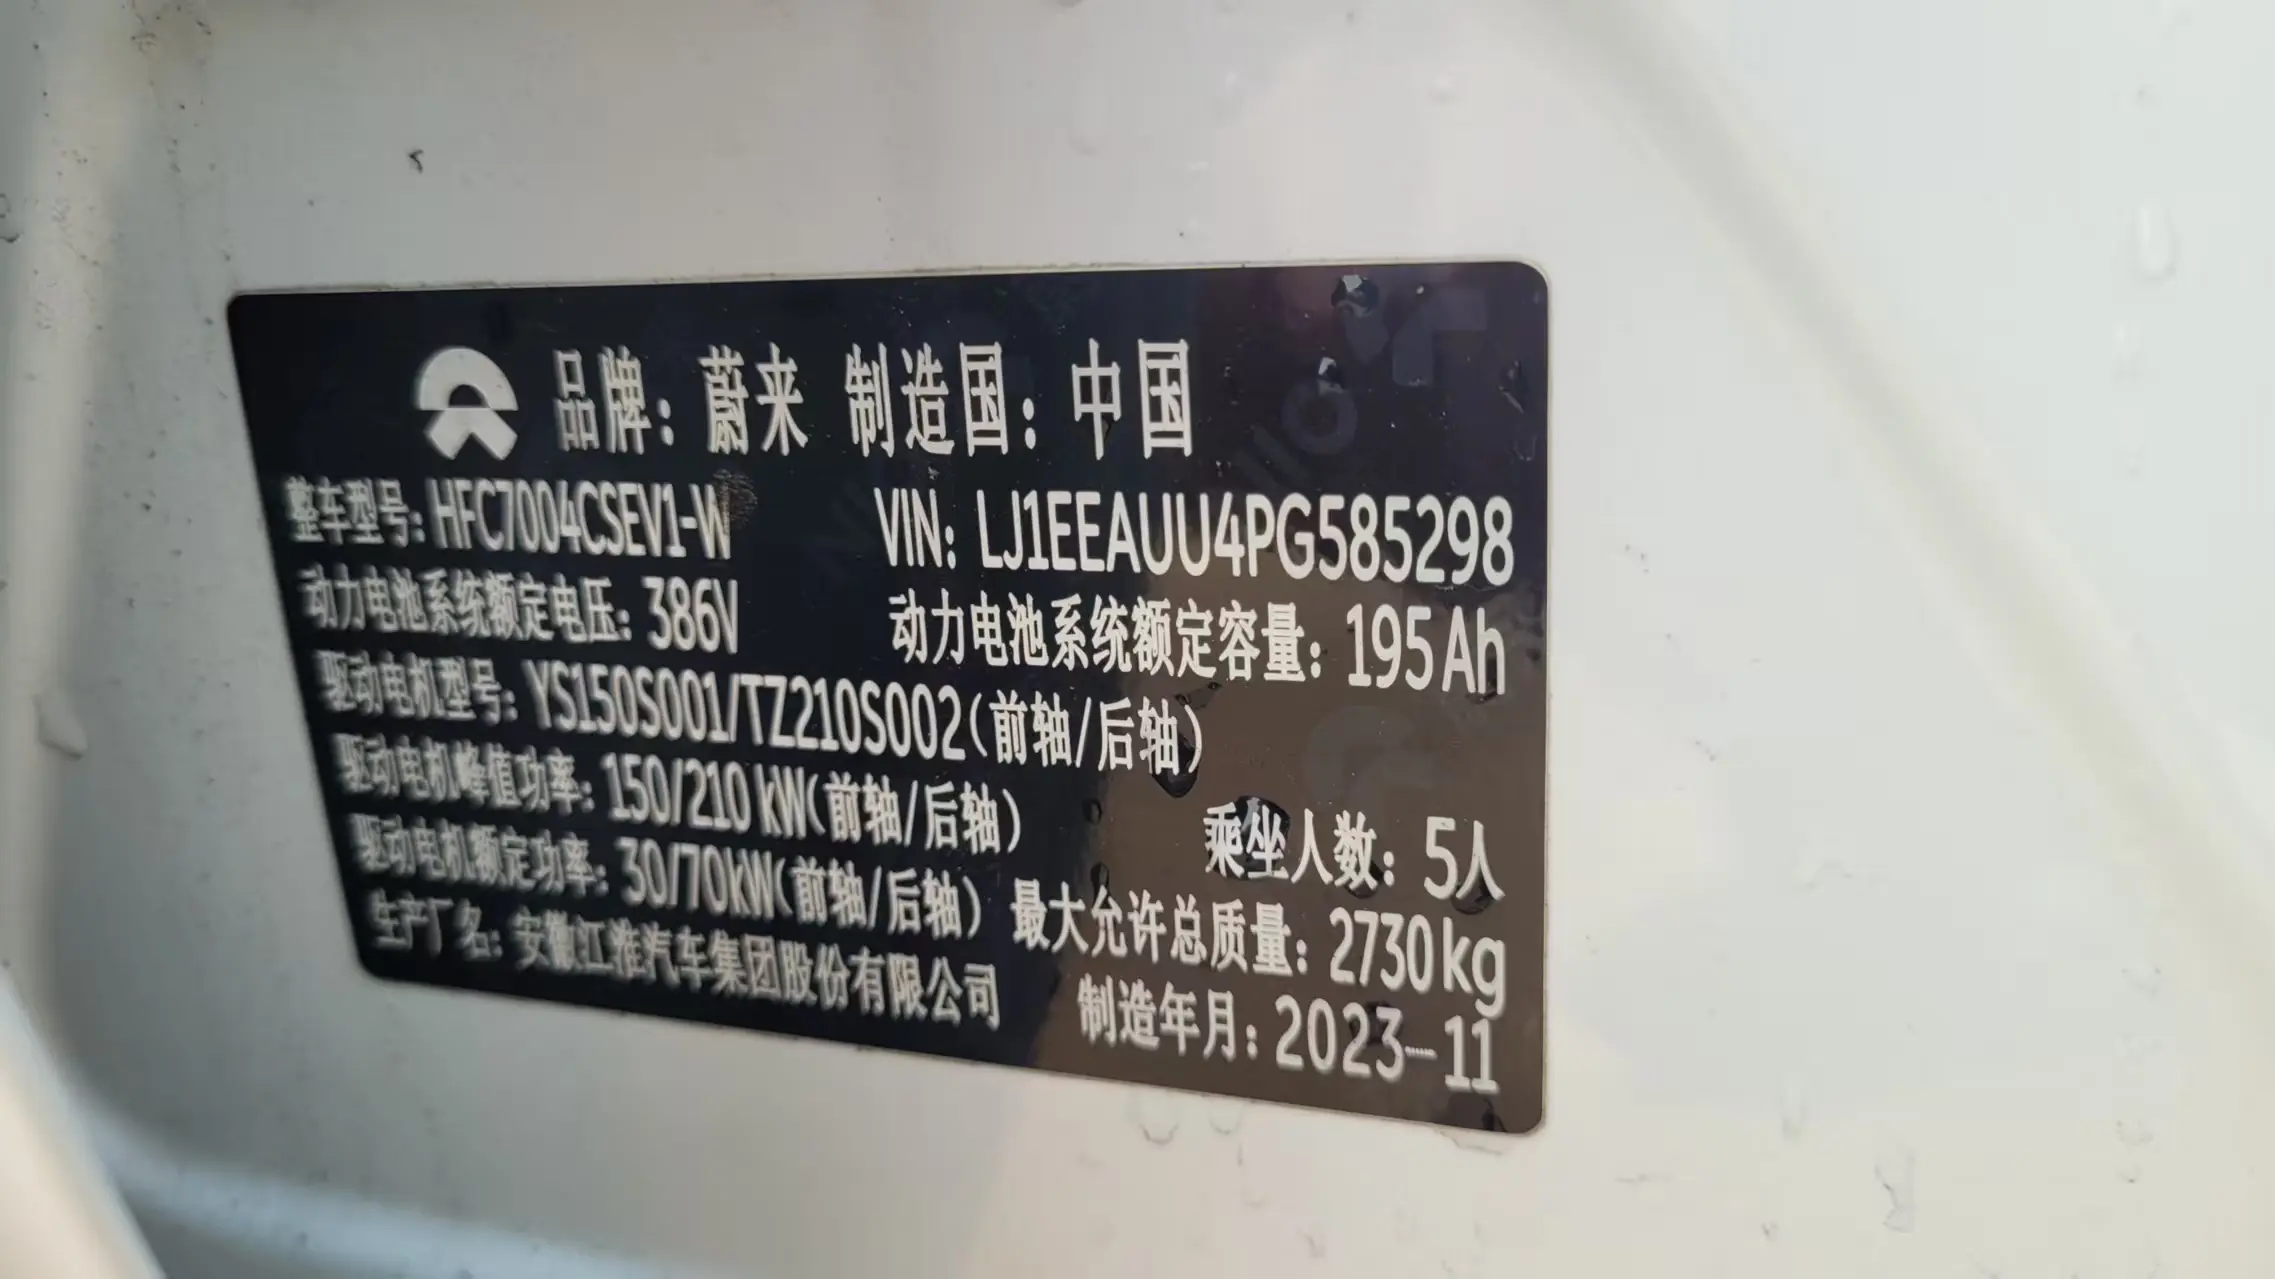 品牌：蔚来 制造国：中国
整车型号：HFC7004CSEV1-W VIN：LJ1EEAUU4PG585298
动力电池系统额定电压：386V 动力电池系统额定容量：195Ah
驱动电机型号：YS150S001/TZ210S002(前轴/后轴)
驱动电机峰值功率：150/210kW(前轴/后轴) 乘坐人数：5人
驱动电机额定功率：30/70kW(前轴/后轴) 最大允许总质量：2730kg
生产厂名：安徽江淮汽车集团股份有限公司 制造年月：2023-11